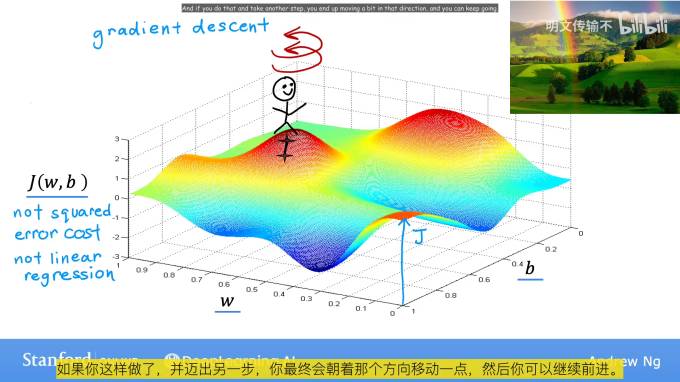 And if you do that and take another step, you end up moving a bit in that direction. and you can keep going.
gradient descent
明文传输不
bilibili
3
2
1
0
-1
-2
-3
J(w,b)
not squared
error cost
not linear
regression
J
1
0.9
0.8
0.7
0.6
0.5
0.4
0.3
0.2
0.1
0
w
1
0.8
0.6
0.4
0.2
0
b
Stanford
Andrew Ng
如果你这样做了，并迈出另一步，你最终会朝着那个方向移动一点，然后你可以继续前进。